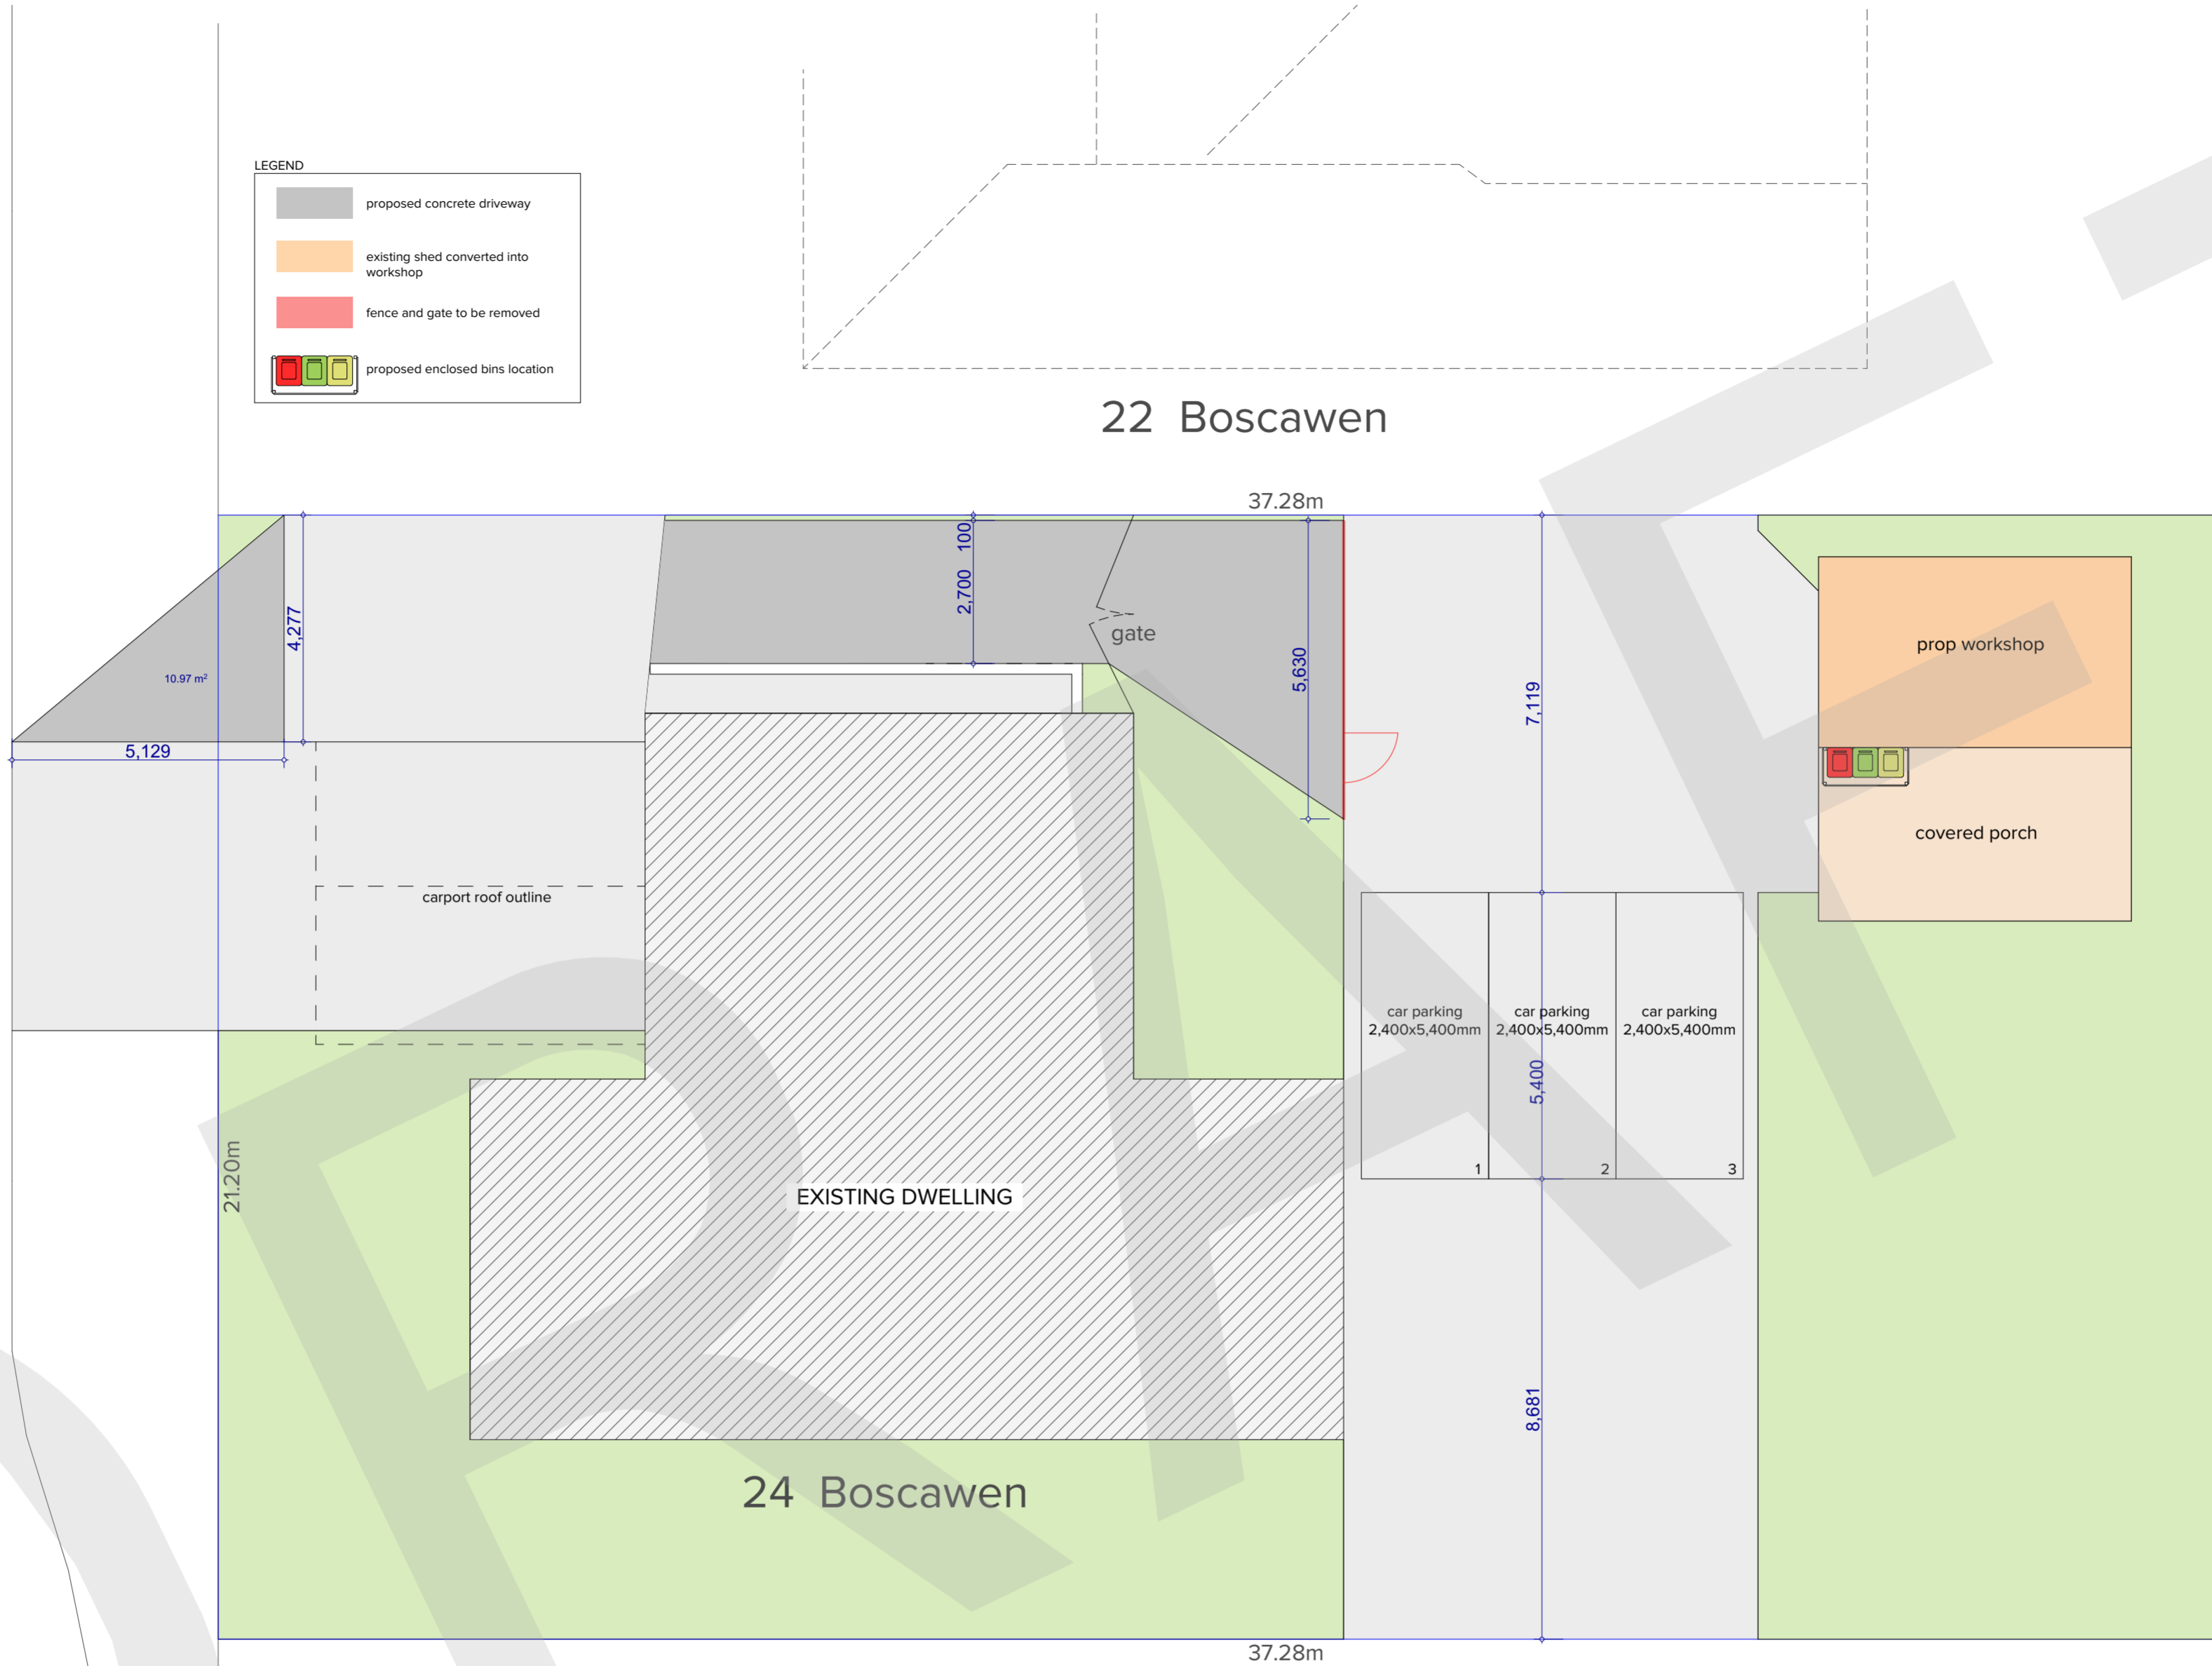 LEGEND
proposed concrete driveway
existing shed converted into
workshop
fence and gate to be removed
proposed enclosed bins location
22 Boscawen
37.28m
100
2,700
4,277
gate
5,630
10.97 m²
5,129
7,119
prop workshop
covered porch
carport roof outline
car parking
2,400x5,400mm
car parking
2,400x5,400mm
car parking
2,400x5,400mm
5,400
1
2
3
21.20m
EXISTING DWELLING
8,681
24 Boscawen
37.28m